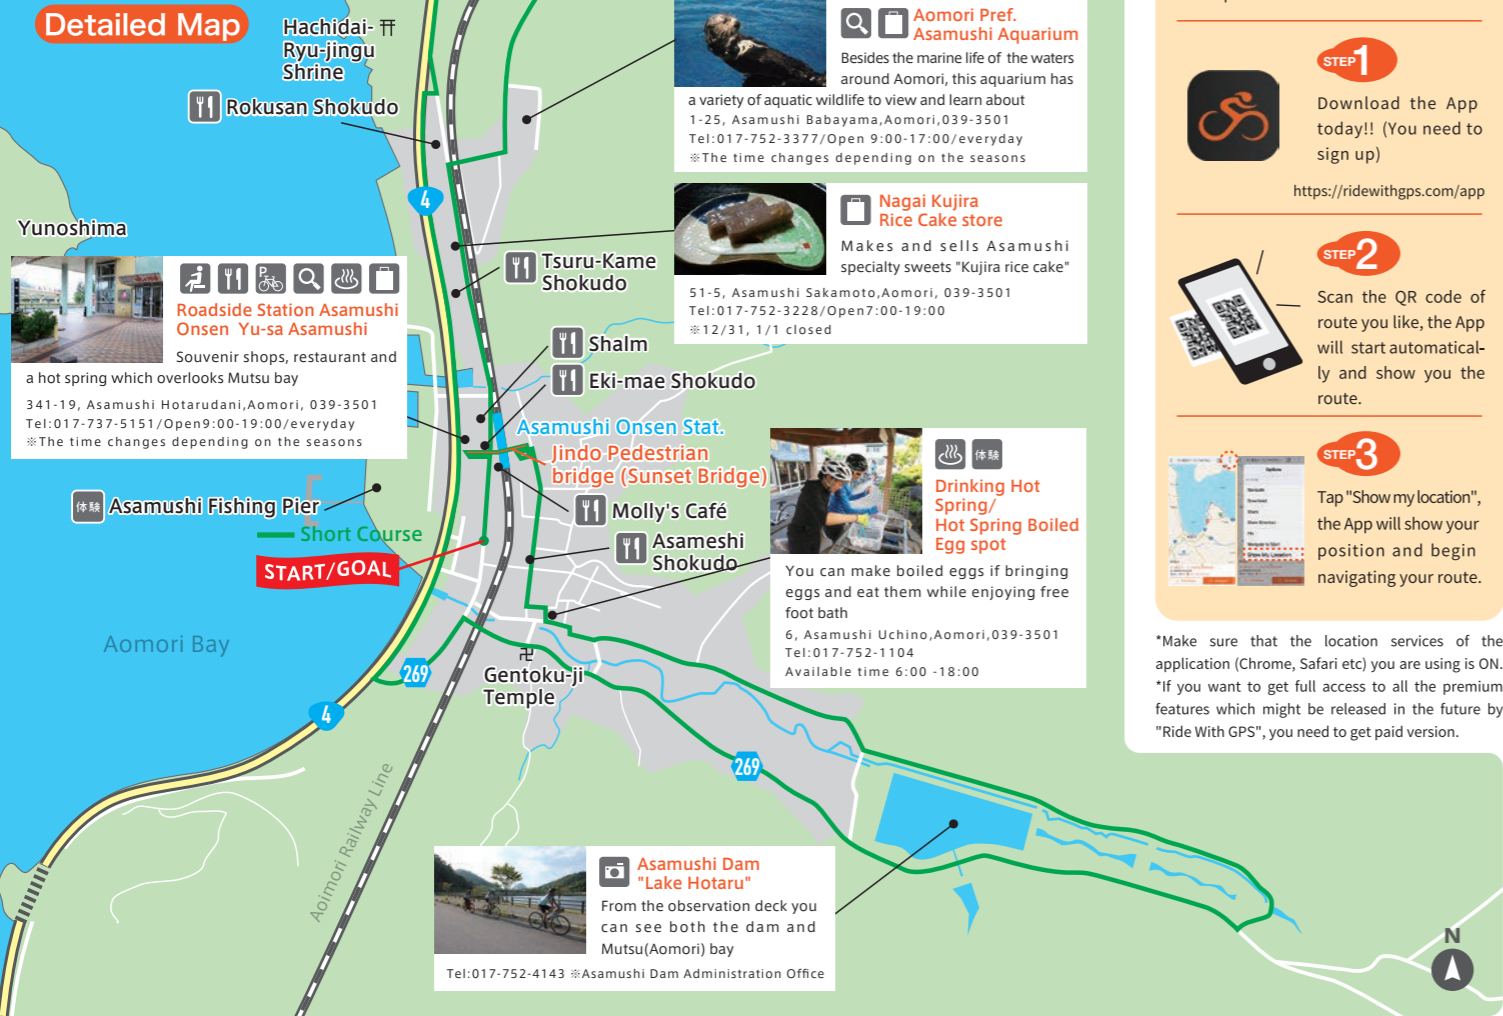 Detailed Map
Hachidai-
Ryu-jingu
Shrine
Rokusan Shokudo
4
Yunoshima
Roadside Station Asamushi
Onsen Yu-sa Asamushi
Souvenir shops, restaurant and
a hot spring which overlooks Mutsu bay
341-19, Asamushi Hotarudani,Aomori, 039-3501
Tel:017-737-5151/Open9:00-19:00/everyday
※The time changes depending on the seasons
Aomori Pref.
Asamushi Aquarium
Besides the marine life of the waters
around Aomori, this aquarium has
a variety of aquatic wildlife to view and learn about
1-25, Asamushi Babayama,Aomori,039-3501
Tel:017-752-3377/Open 9:00-17:00/everyday
※The time changes depending on the seasons
Nagai Kujira
Rice Cake store
Makes and sells Asamushi
specialty sweets "Kujira rice cake"
51-5, Asamushi Sakamoto,Aomori, 039-3501
Tel:017-752-3228/Open7:00-19:00
※12/31, 1/1 closed
Tsuru-Kame
Shokudo
Shalm
Eki-mae Shokudo
Asamushi Onsen Stat.
Jindo Pedestrian
bridge (Sunset Bridge)
体験 Asamushi Fishing Pier
Short Course
START/GOAL
Molly's Café
Asameshi
Shokudo
体験
Drinking Hot
Spring/
Hot Spring Boiled
Egg spot
You can make boiled eggs if bringing
eggs and eat them while enjoying free
foot bath
6, Asamushi Uchino,Aomori,039-3501
Tel:017-752-1104
Available time 6:00 -18:00
Aomori Bay
269
Gentoku-ji
Temple
4
269
Aoimori Railway Line
Asamushi Dam
"Lake Hotaru"
From the observation deck you
can see both the dam and
Mutsu(Aomori) bay
Tel:017-752-4143 ※Asamushi Dam Administration Office
STEP1
Download the App
today!! (You need to
sign up)
https://ridewithgps.com/app
STEP2
Scan the QR code of
route you like, the App
will start automatical-
ly and show you the
route.
STEP3
Options
Show My Location
Tap "Show my location",
the App will show your
position and begin
navigating your route.
*Make sure that the location services of the
application (Chrome, Safari etc) you are using is ON.
*If you want to get full access to all the premium
features which might be released in the future by
"Ride With GPS", you need to get paid version.
N